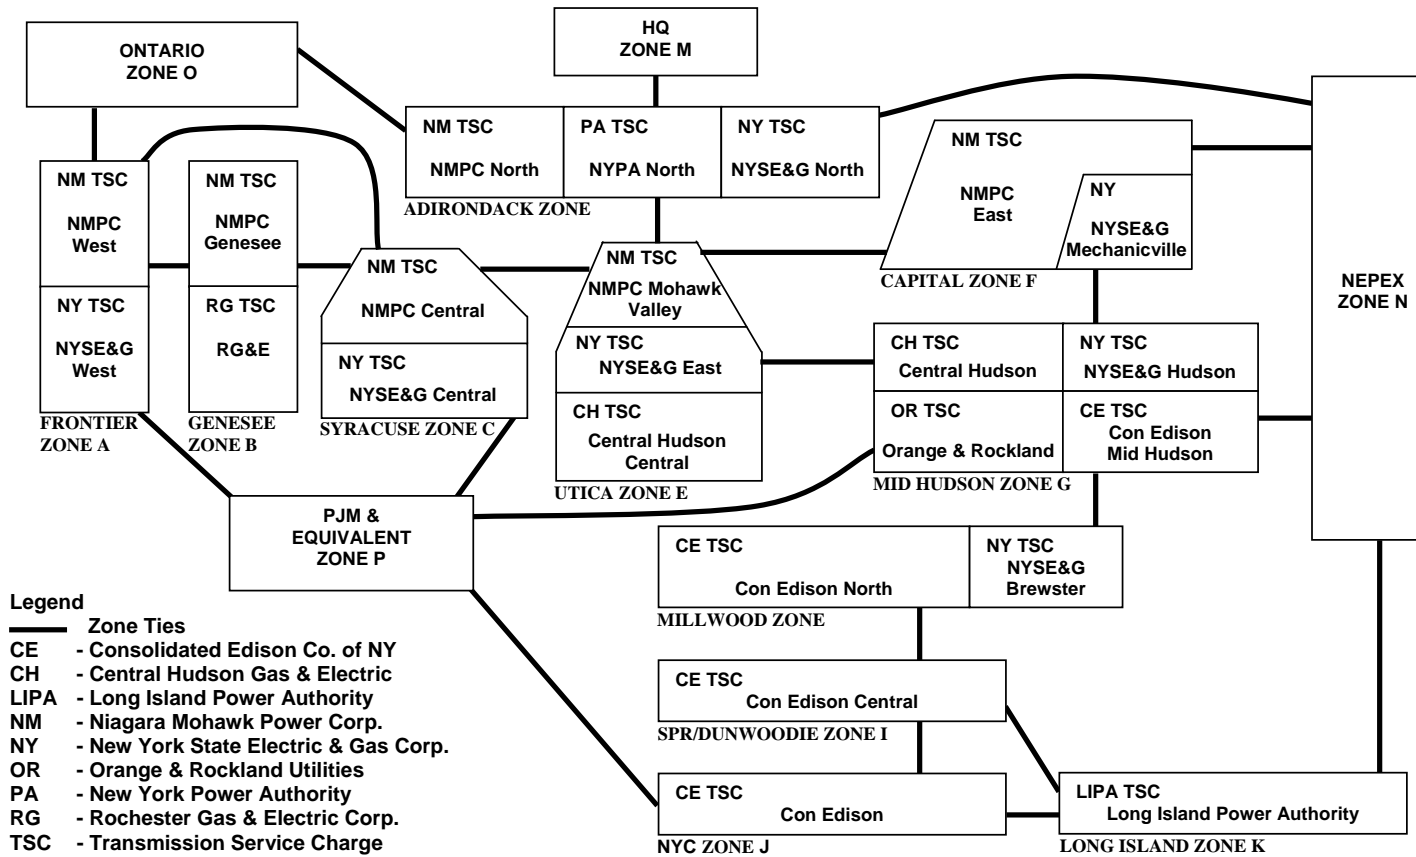 ONTARIO
ZONE O
HQ
ZONE M
NM TSC
NMPC North
PA TSC
NYPA North
NY TSC
NYSE&G North
ADIRONDACK ZONE
NM TSC
NMPC
West
NY TSC
NYSE&G
West
FRONTIER
ZONE A
NM TSC
NMPC
Genesee
RG TSC
RG&E
GENESEE
ZONE B
NM TSC
NMPC Central
NY TSC
NYSE&G Central
SYRACUSE ZONE C
NM TSC
NMPC Mohawk
Valley
NY TSC
NYSE&G East
CH TSC
Central Hudson
Central
UTICA ZONE E
NM TSC
NMPC
East
NY
NYSE&G
Mechanicville
CAPITAL ZONE F
NEPEX
ZONE N
CH TSC
Central Hudson
NY TSC
NYSE&G Hudson
OR TSC
Orange & Rockland
CE TSC
Con Edison
Mid Hudson
MID HUDSON ZONE G
PJM &
EQUIVALENT
ZONE P
CE TSC
Con Edison North
NY TSC
NYSE&G
Brewster
MILLWOOD ZONE
CE TSC
Con Edison Central
SPR/DUNWOODIE ZONE I
CE TSC
Con Edison
NYC ZONE J
LIPA TSC
Long Island Power Authority
LONG ISLAND ZONE K
Legend
Zone Ties
CE - Consolidated Edison Co. of NY
CH - Central Hudson Gas & Electric
LIPA - Long Island Power Authority
NM - Niagara Mohawk Power Corp.
NY - New York State Electric & Gas Corp.
OR - Orange & Rockland Utilities
PA - New York Power Authority
RG - Rochester Gas & Electric Corp.
TSC - Transmission Service Charge